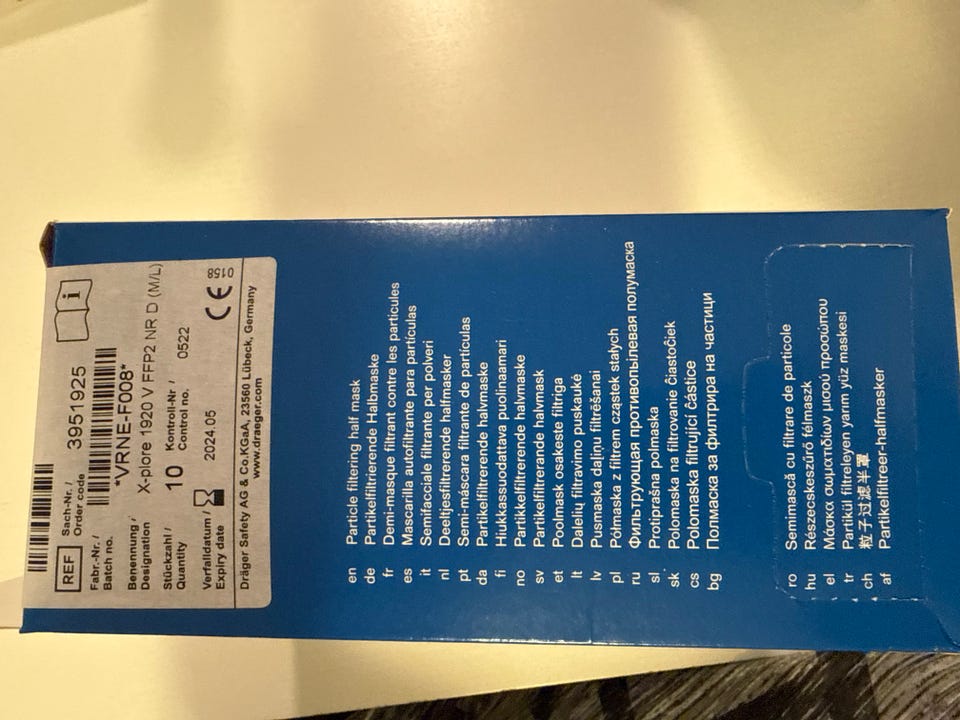 REF
Sach-Nr. /
Order code
3951925
Fabr.-Nr. /
Batch no.
*VRNE-F008*
Benennung /
Designation
X-plore 1920 V FFP2 NR D (M/L)
Stückzahl /
Quantity
10
Kontroll-Nr /
Control no.
0522
Verfalldatum /
Expiry date
2024.05
CE 0158
Dräger Safety AG & Co.KGaA, 23560 Lübeck, Germany
www.draeger.com
en Particle filtering half mask
de Partikelfiltrierende Halbmaske
fr Demi-masque filtrant contre les particules
es Mascarilla autofiltrante para partículas
it Semifacciale filtrante per polveri
nl Deeltjesfiltrerende halfmasker
pt Semi-máscara filtrante de partículas
da Partikelfiltrerende halvmaske
fi Hiukkassuodattava puolinaamari
no Partikkelfiltrerende halvmaske
sv Partikelfiltrerande halvmask
et Poolmask osakeste filtriga
lt Dalelių filtravimo puskaukė
lv Pusmaska daļiņu filtrēšanai
pl Półmaska z filtrem cząstek stałych
ru Фильтрующая противопылевая полумаска
sl Protiprašna polmaska
sk Polomaska na filtrovanie čiastočiek
cs Polomaska filtrující částice
bg Полмаска за филтрира на частици
ro Semimască cu filtrare de particole
hu Részecskeszűrő félmaszk
el Μάσκα σωματιδίων μισού προσώπου
tr Partikül filtreleyen yarım yüz maskesi
ch 粒子过滤半罩
af Partikelfiltreer-halfmasker